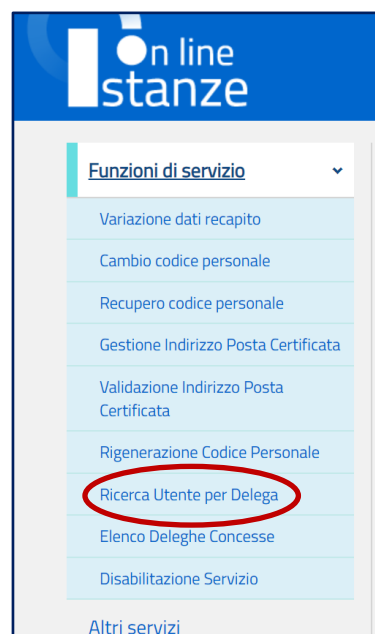 On line
Istanze
Funzioni di servizio
Variazione dati recapito
Cambio codice personale
Recupero codice personale
Gestione Indirizzo Posta Certificata
Validazione Indirizzo Posta
Certificata
Rigenerazione Codice Personale
Ricerca Utente per Delega
Elenco Deleghe Concesse
Disabilitazione Servizio
Altri servizi